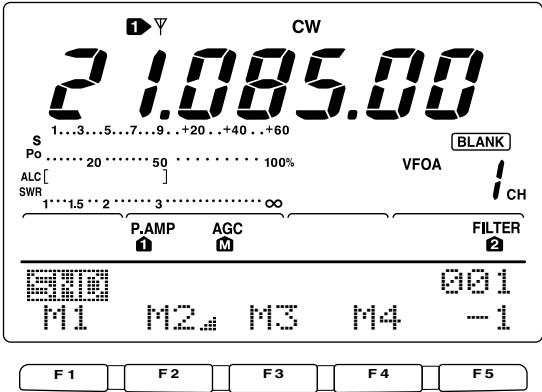 1 CW
21.085.00
1...3...5...7...9..+20..+40..+60
S
BLANK
Po 20 50 100%
VFOA
ALC
1 CH
SWR
1 1.5 2 3 ∞
P.AMP AGC FILTER
1 M 2
SND 001
M1 M2 M3 M4 -1
F1 F2 F3 F4 F5